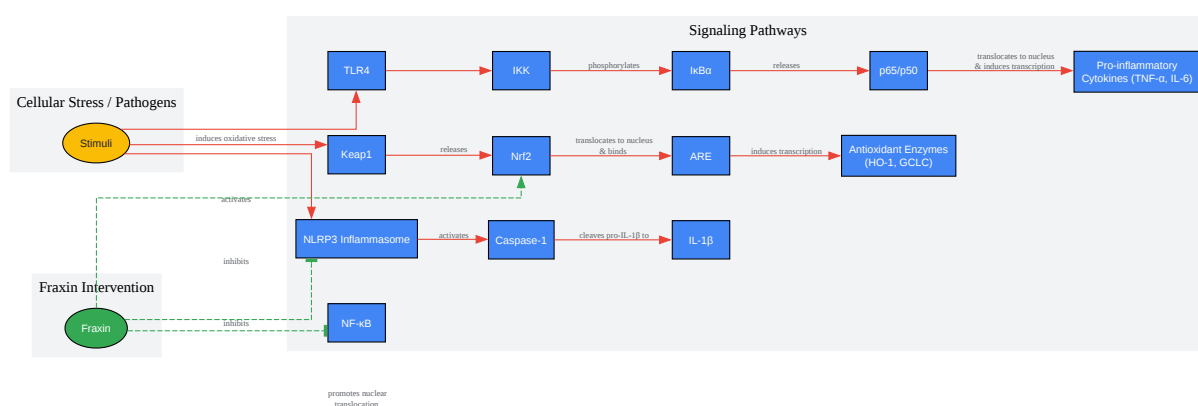 Signaling Pathways
TLR4
IKK
phosphorylates
IκBα
releases
p65/p50
translocates to nucleus
& induces transcription
Pro-inflammatory
Cytokines (TNF-α, IL-6)
Cellular Stress / Pathogens
Stimuli
induces oxidative stress
Keap1
releases
Nrf2
translocates to nucleus
& binds
ARE
induces transcription
Antioxidant Enzymes
(HO-1, GCLC)
activates
NLRP3 Inflammasome
activates
Caspase-1
cleaves pro-IL-1β to
IL-1β
inhibits
Fraxin Intervention
Fraxin
inhibits
NF-κB
promotes nuclear
translocation